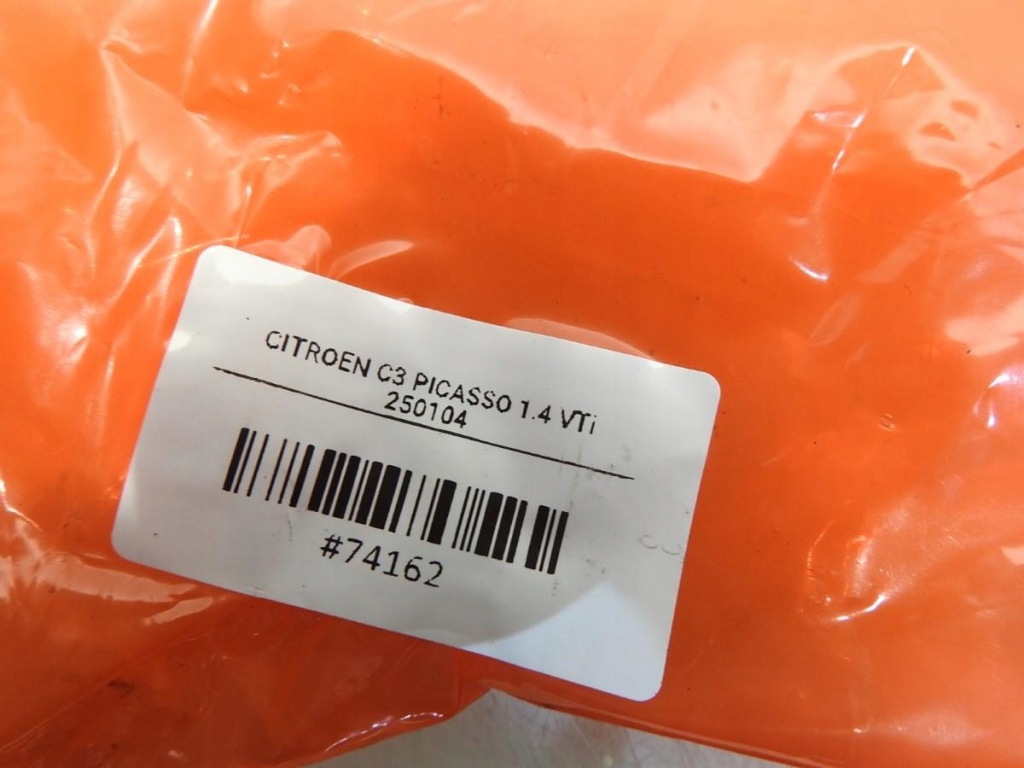 CITROEN C3 PICASSO 1.4 VTi
250104
#74162